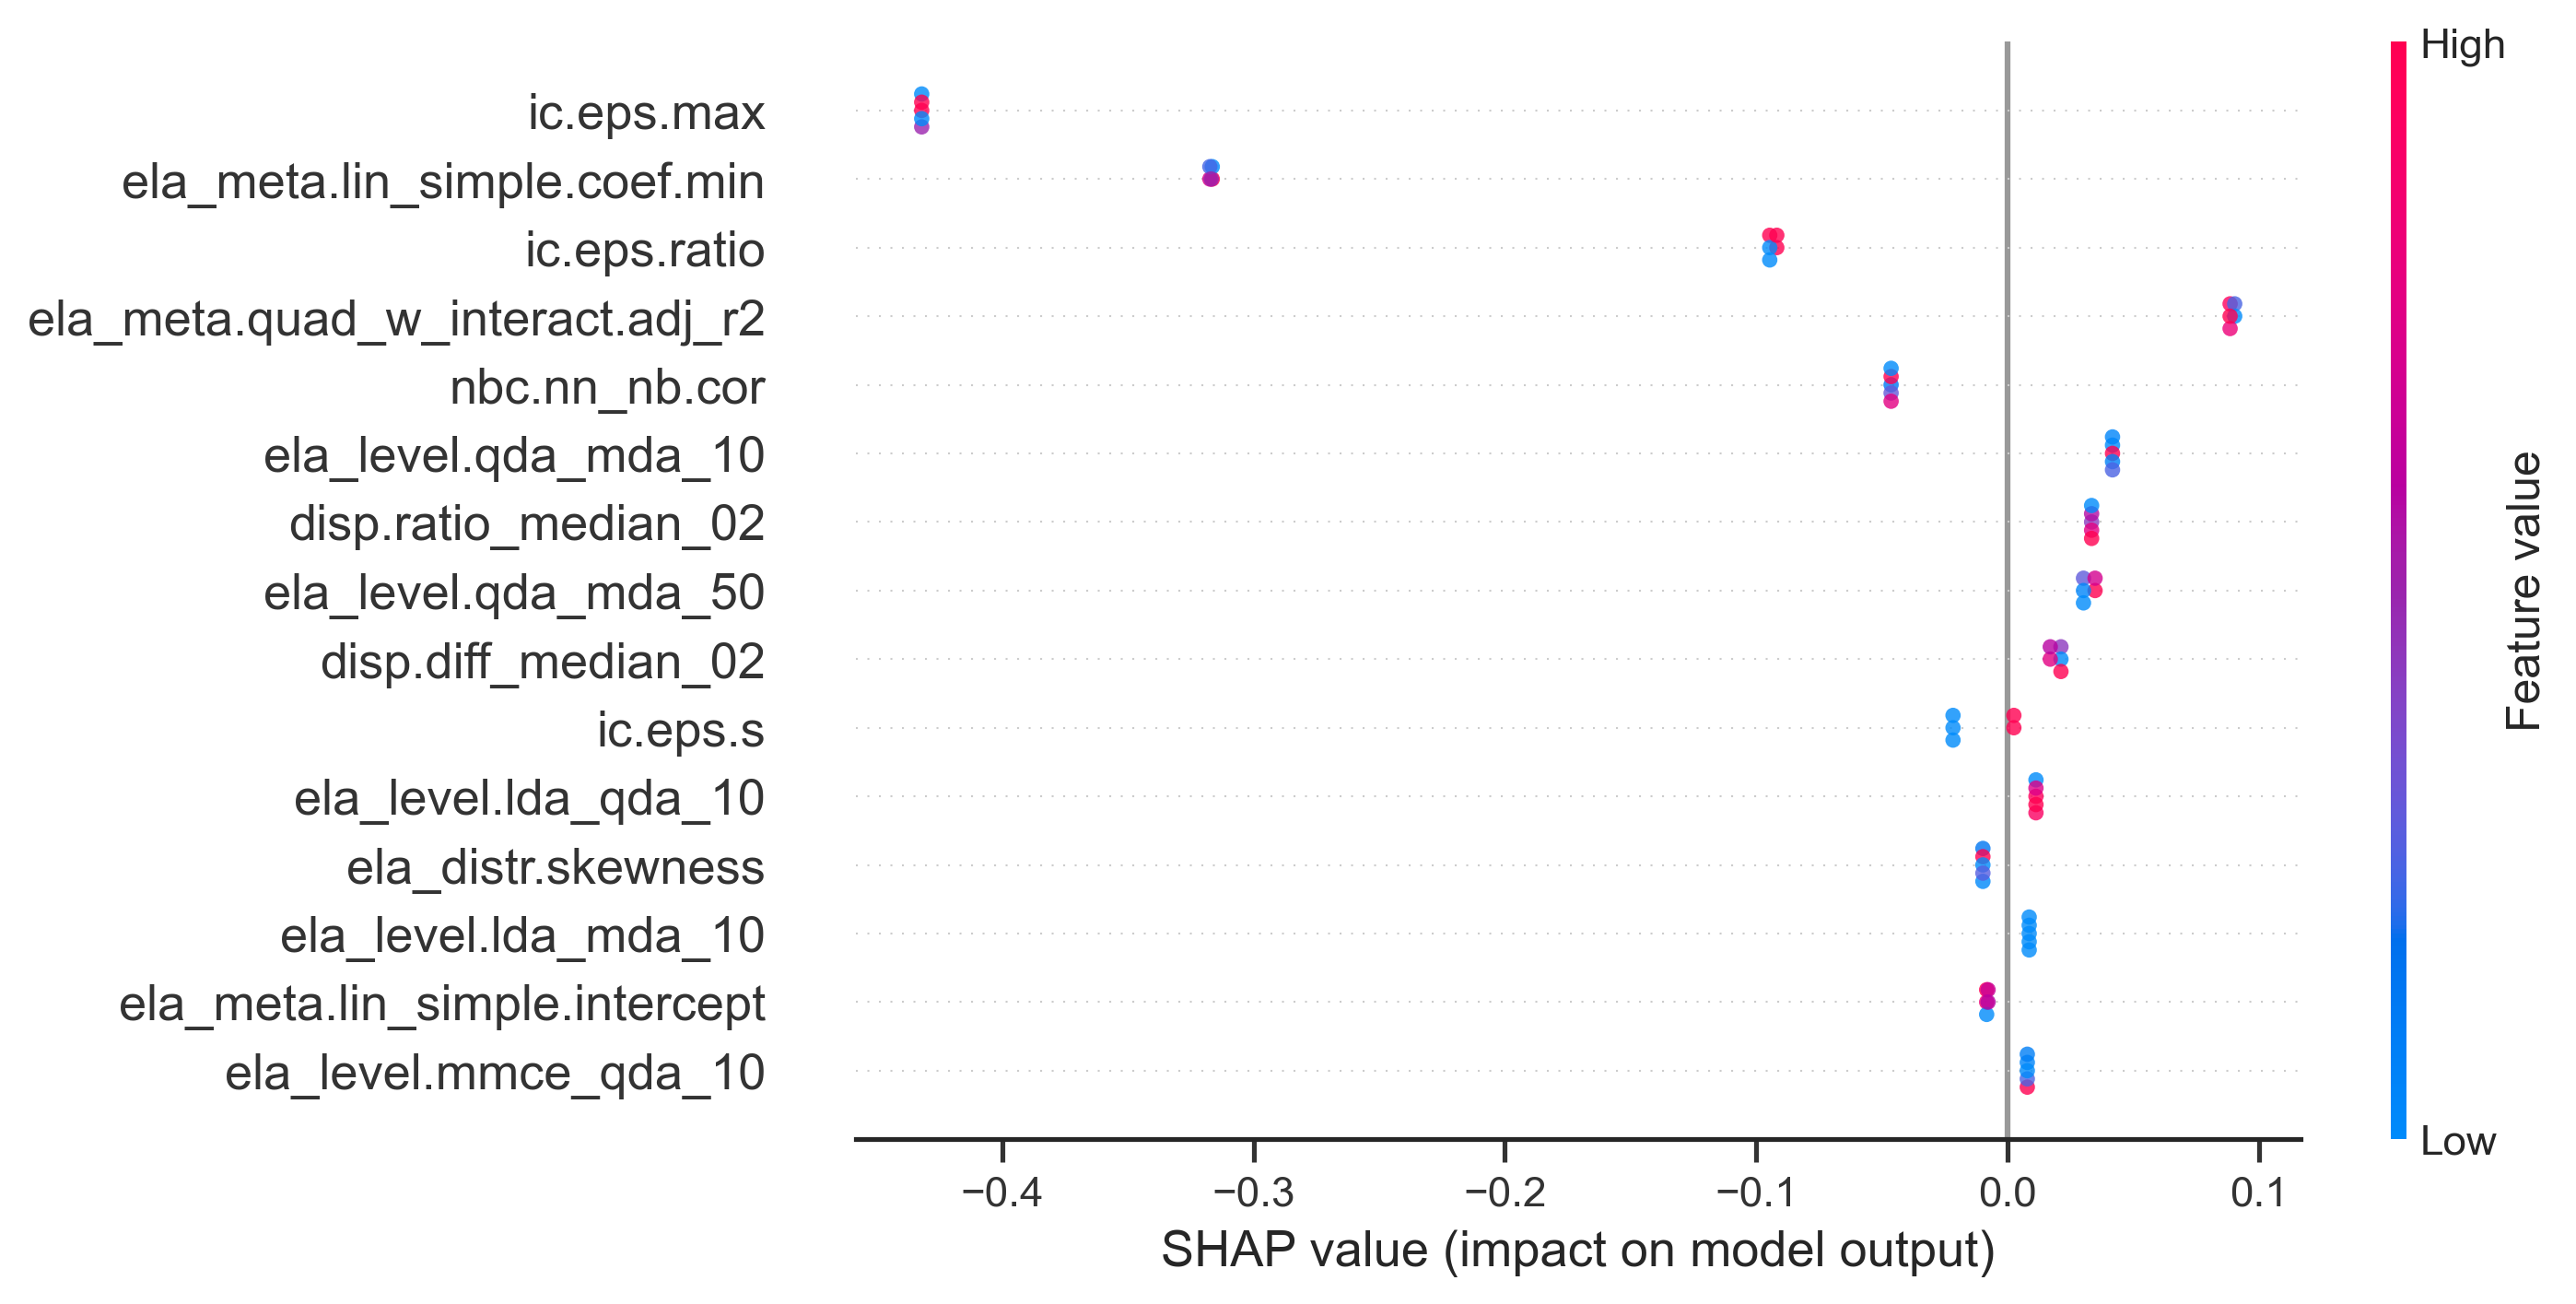 High
ic.eps.max
ela_meta.lin_simple.coef.min
ic.eps.ratio
ela_meta.quad_w_interact.adj_r2
nbc.nn_nb.cor
ela_level.qda_mda_10
disp.ratio_median_02
ela_level.qda_mda_50
disp.diff_median_02
ic.eps.s
ela_level.lda_qda_10
ela_distr.skewness
ela_level.lda_mda_10
ela_meta.lin_simple.intercept
ela_level.mmce_qda_10
Feature value
Low
−0.4 −0.3 −0.2 −0.1 0.0 0.1
SHAP value (impact on model output)